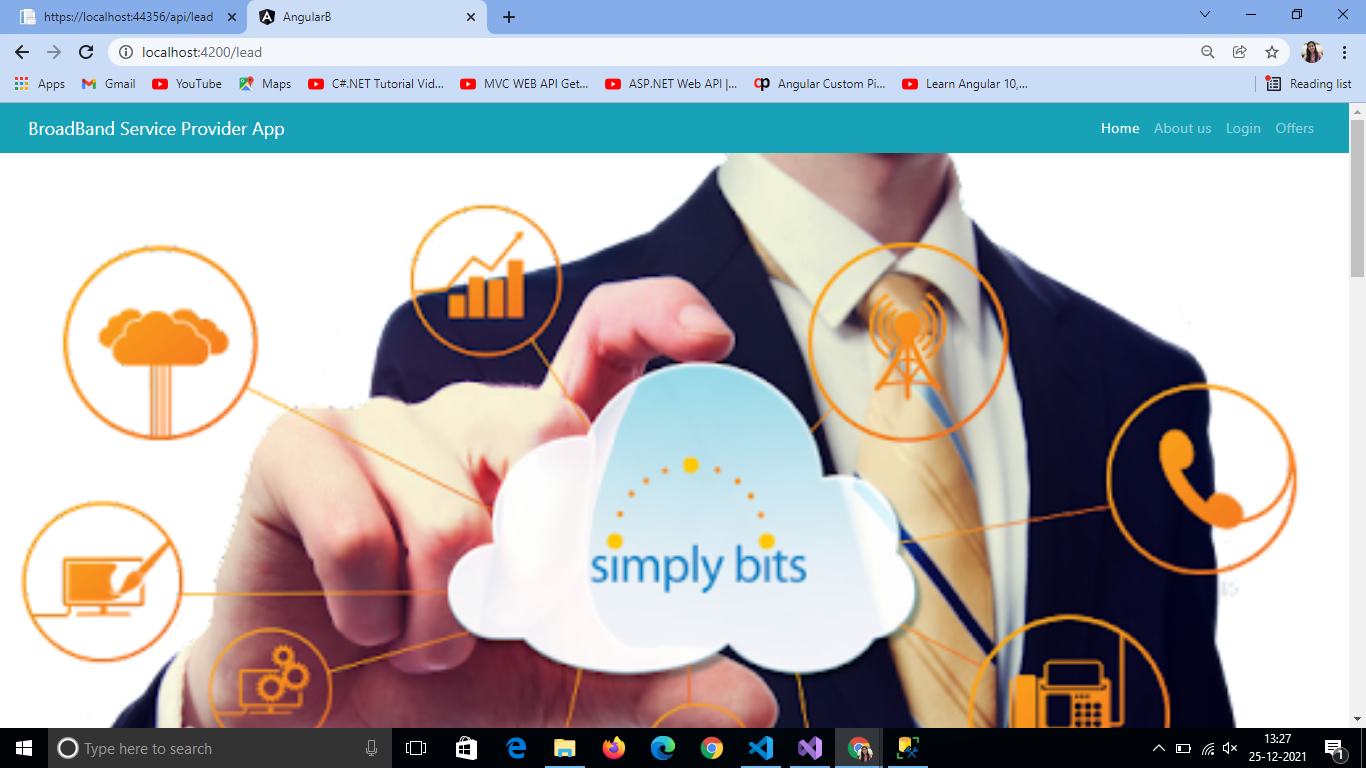 https://localhost:44356/api/lead
AngularB
localhost:4200/lead
Apps
Gmail
YouTube
Maps
C#.NET Tutorial Vid...
MVC WEB API Get...
ASP.NET Web API |...
Angular Custom Pi...
Learn Angular 10,...
Reading list
BroadBand Service Provider App
Home
About us
Login
Offers
simply bits
Type here to search
13:27
25-12-2021
1